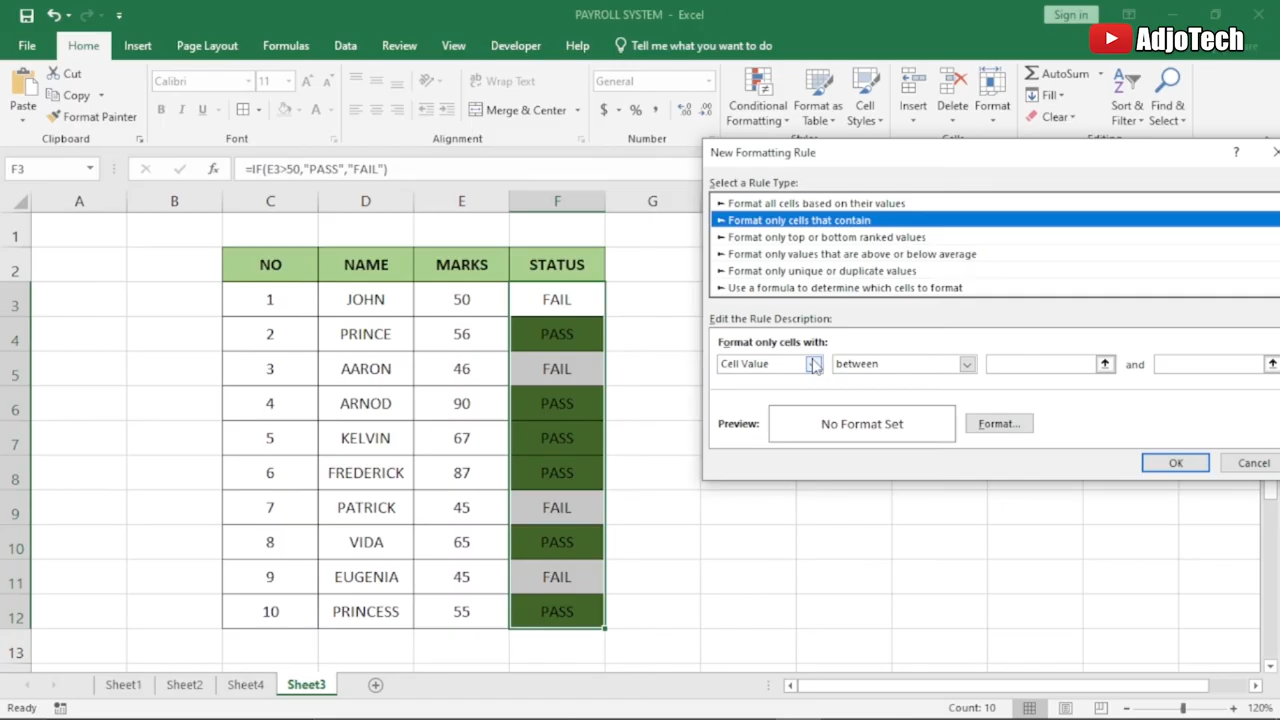 PAYROLL SYSTEM - Excel
Sign in
AdjoTech
File Home Insert Page Layout Formulas Data Review View Developer Help Tell me what you want to do
Paste
Cut
Copy
Format Painter
Clipboard
Calibri 11
B I U
A
Font
Wrap Text
Merge & Center
Alignment
General
$ % ,
Number
Conditional Formatting
Format as Table
Cell Styles
Insert Delete Format
Cells
AutoSum
Fill
Clear
Sort & Filter
Find & Select
Editing
F3 fx =IF(E3>50,"PASS","FAIL")
A B C D E F G
1
2 NO NAME MARKS STATUS
3 1 JOHN 50 FAIL
4 2 PRINCE 56 PASS
5 3 AARON 46 FAIL
6 4 ARNOD 90 PASS
7 5 KELVIN 67 PASS
8 6 FREDERICK 87 PASS
9 7 PATRICK 45 FAIL
10 8 VIDA 65 PASS
11 9 EUGENIA 45 FAIL
12 10 PRINCESS 55 PASS
13
New Formatting Rule ?
Select a Rule Type:
► Format all cells based on their values
► Format only cells that contain
► Format only top or bottom ranked values
► Format only values that are above or below average
► Format only unique or duplicate values
► Use a formula to determine which cells to format
Edit the Rule Description:
Format only cells with:
Cell Value between and
Preview: No Format Set Format...
OK Cancel
Sheet1 Sheet2 Sheet4 Sheet3
Ready Count: 10 120%